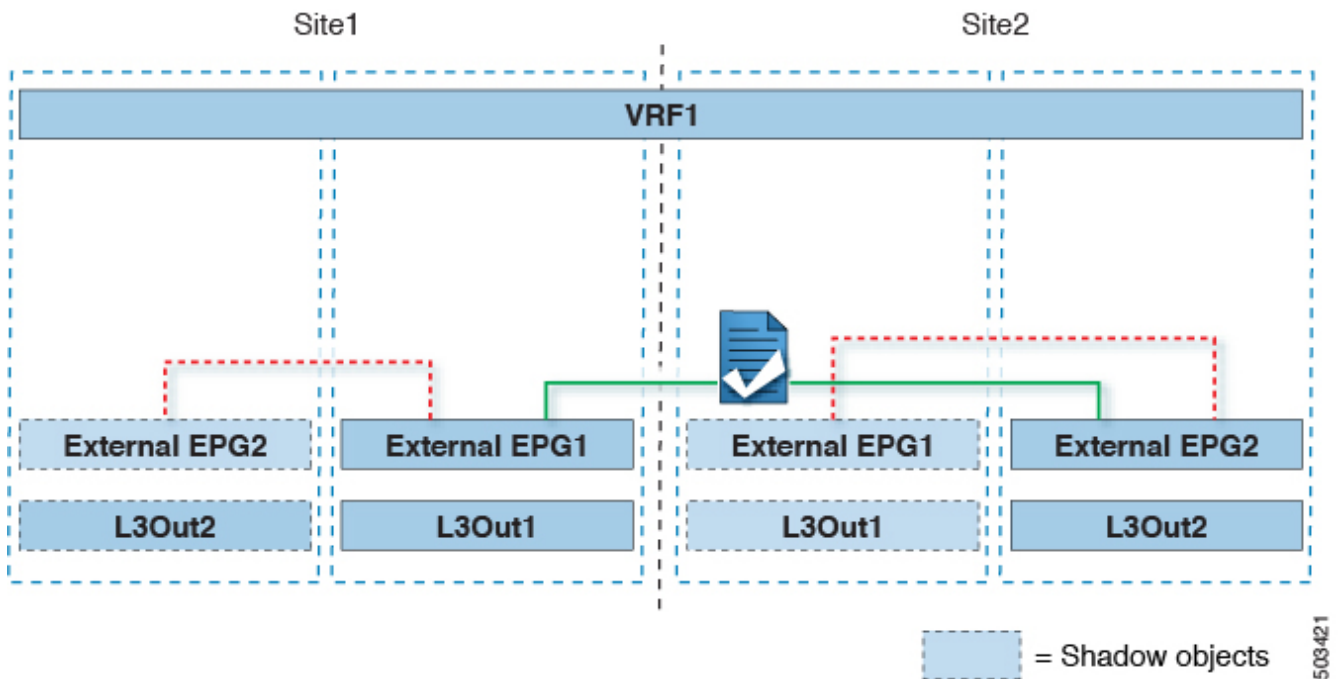 Site1
Site2
VRF1
External EPG2
External EPG1
External EPG1
External EPG2
L3Out2
L3Out1
L3Out1
L3Out2
= Shadow objects
503421